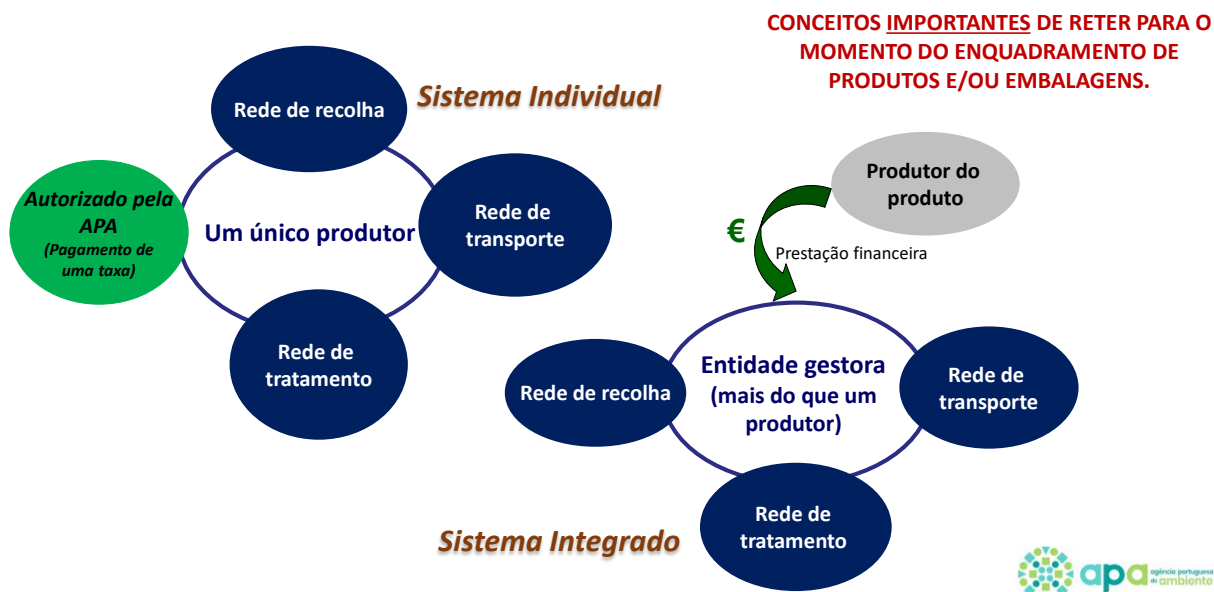 CONCEITOS IMPORTANTES DE RETER PARA O
MOMENTO DO ENQUADRAMENTO DE
PRODUTOS E/OU EMBALAGENS.
Sistema Individual
Rede de recolha
Autorizado pela
APA
(Pagamento de
uma taxa)
Um único produtor
Rede de
transporte
Rede de
tratamento
Produtor do
produto
€
Prestação financeira
Entidade gestora
(mais do que um
produtor)
Rede de recolha
Rede de
transporte
Rede de
tratamento
Sistema Integrado
apa
agência portuguesa
do ambiente